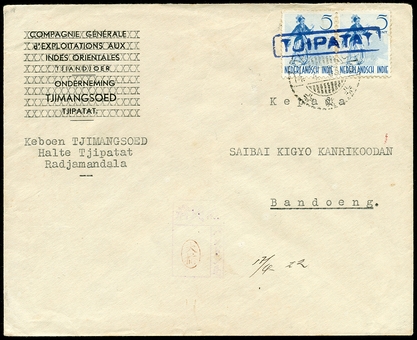 COMPAGNIE GÉNÉRALE
d'EXPLOITATIONS AUX
INDES ORIENTALES
TJIANDJOER
ONDERNEMING
TJIMANGSOED
TJIPATAT.
Keboen TJIMANGSOED
Halte Tjipatat
Radjamandala
5 5
TJIPATAT
NEDERLANDSCH INDIË NEDERLANDSCH INDIË
Kepada
SAIBAI KIGYO KANRIKOODAN
Bandoeng.